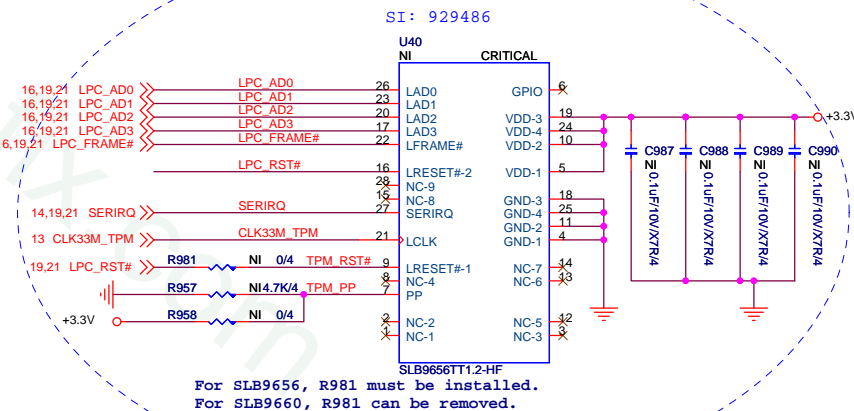 SI: 929486
U40
NI CRITICAL
16,19,21 LPC_AD0 LPC_AD0 26 LAD0 GPIO 6
16,19,21 LPC_AD1 LPC_AD1 23 LAD1
16,19,21 LPC_AD2 LPC_AD2 20 LAD2 VDD-3 19 +3.3V
16,19,21 LPC_AD3 LPC_AD3 17 LAD3 VDD-4 24
6,19,21 LPC_FRAME# LPC_FRAME# 22 LFRAME# VDD-2 10
C987 C988 C989 C990
NI NI NI NI
0.1uF/10V/X7R/4 0.1uF/10V/X7R/4 0.1uF/10V/X7R/4 0.1uF/10V/X7R/4
LPC_RST# 16 LRESET#-2 VDD-1 5
28 NC-9
15 NC-8 GND-3 18
14,19,21 SERIRQ SERIRQ 27 SERIRQ GND-4 25
GND-2 11
13 CLK33M_TPM CLK33M_TPM 21 LCLK GND-1 4
19,21 LPC_RST# R981 NI 0/4 TPM_RST# 9 LRESET#-1 NC-7 14
8 NC-4 NC-6 13
R957 NI 4.7K/4 TPM_PP 7 PP
+3.3V R958 NI 0/4
2 NC-2 NC-5 12
1 NC-1 NC-3 3
SLB9656TT1.2-HF
For SLB9656, R981 must be installed.
For SLB9660, R981 can be removed.